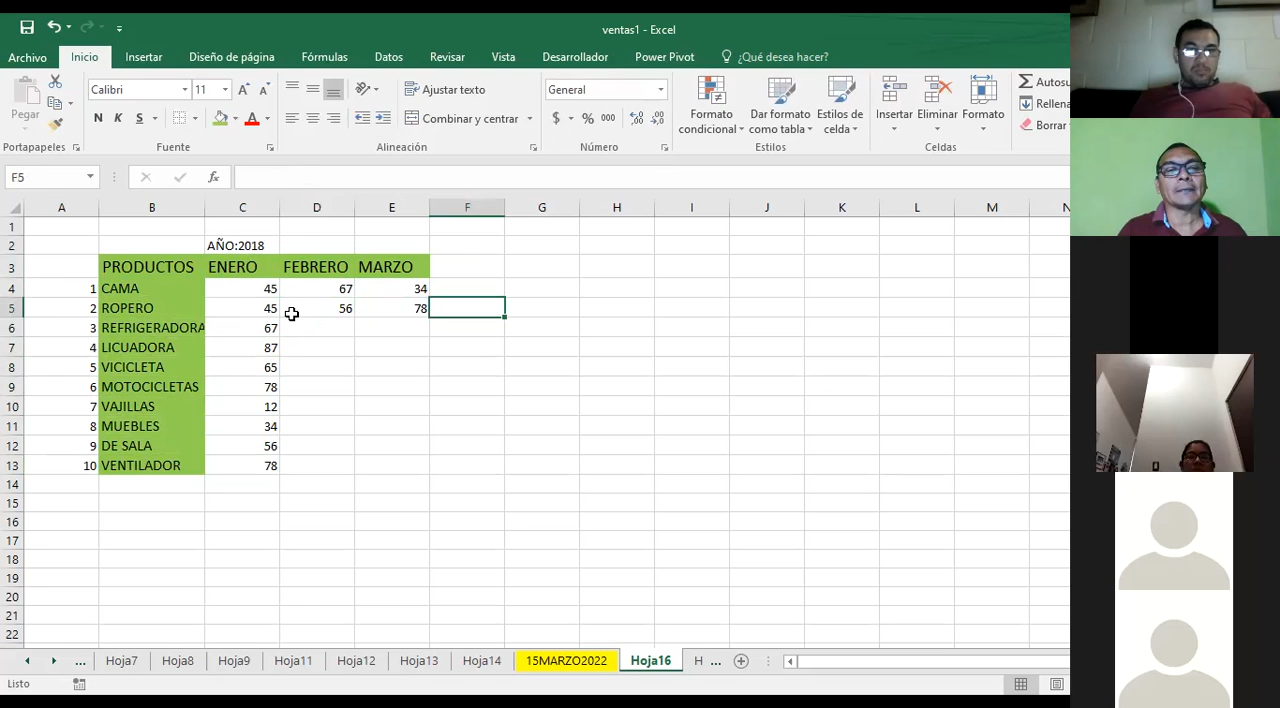 ventas1 - Excel
Archivo Inicio Insertar Diseño de página Fórmulas Datos Revisar Vista Desarrollador Power Pivot ¿Qué desea hacer?
Pegar
Calibri 11
N K S
Ajustar texto
Combinar y centrar
General
$ % 000
Formato condicional
Dar formato como tabla
Estilos de celda
Insertar Eliminar Formato
Autosu
Rellena
Borrar
Portapapeles Fuente Alineación Número Estilos Celdas
F5 fx
A B C D E F G H I J K L M N
1
2 AÑO:2018
3 PRODUCTOS ENERO FEBRERO MARZO
4 1 CAMA 45 67 34
5 2 ROPERO 45 56 78
6 3 REFRIGERADORA 67
7 4 LICUADORA 87
8 5 VICICLETA 65
9 6 MOTOCICLETAS 78
10 7 VAJILLAS 12
11 8 MUEBLES 34
12 9 DE SALA 56
13 10 VENTILADOR 78
14
15
16
17
18
19
20
21
22
... Hoja7 Hoja8 Hoja9 Hoja11 Hoja12 Hoja13 Hoja14 15MARZO2022 Hoja16 H ...
Listo